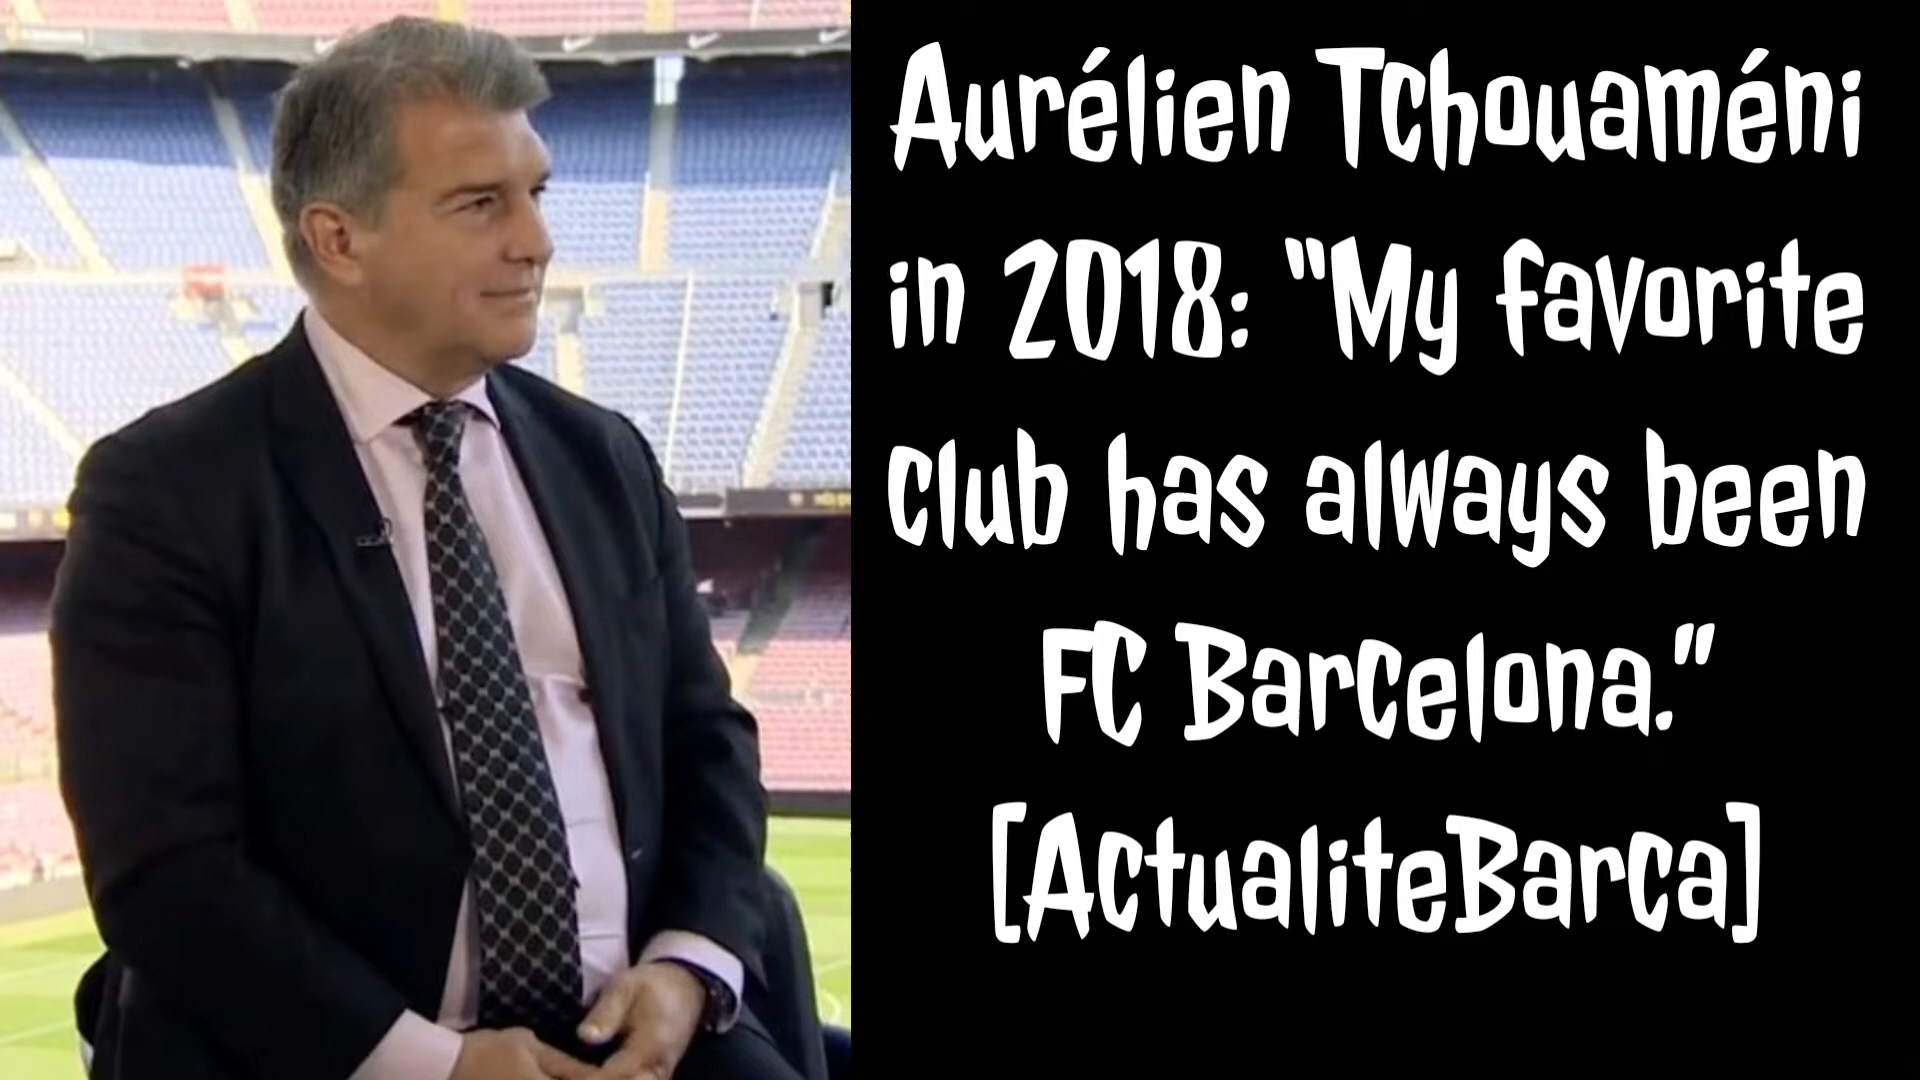 Aurélien Tchouaméni
in 2018: "My favorite
club has always been
FC Barcelona."
[ActualiteBarca]